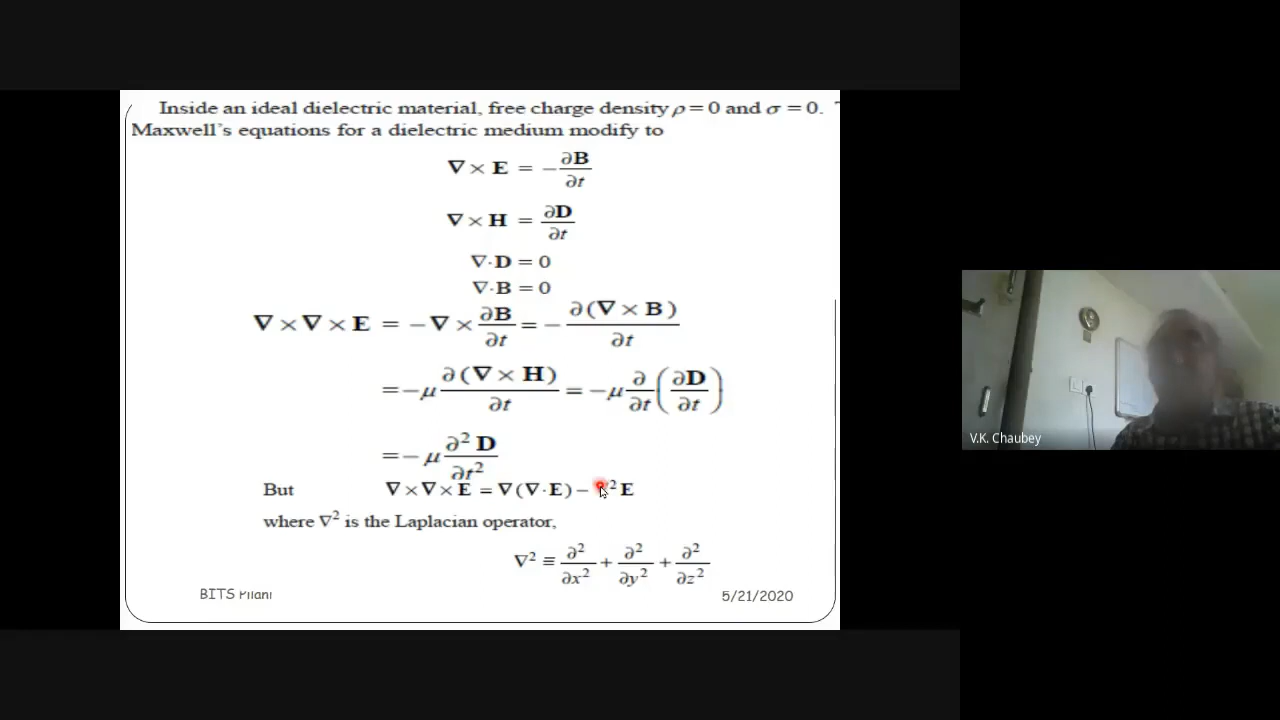 Inside an ideal dielectric material, free charge density ρ = 0 and σ = 0.
Maxwell's equations for a dielectric medium modify to
∇ × E = −∂B/∂t
∇ × H = ∂D/∂t
∇·D = 0
∇·B = 0
∇ × ∇ × E = −∇ × ∂B/∂t = −∂(∇ × B)/∂t
= −μ ∂(∇ × H)/∂t = −μ ∂/∂t (∂D/∂t)
= −μ ∂² D/∂t²
But ∇ × ∇ × E = ∇(∇·E) − ² E
where ∇² is the Laplacian operator,
∇² ≡ ∂²/∂x² + ∂²/∂y² + ∂²/∂z²
BITS Pilani 5/21/2020
V.K. Chaubey